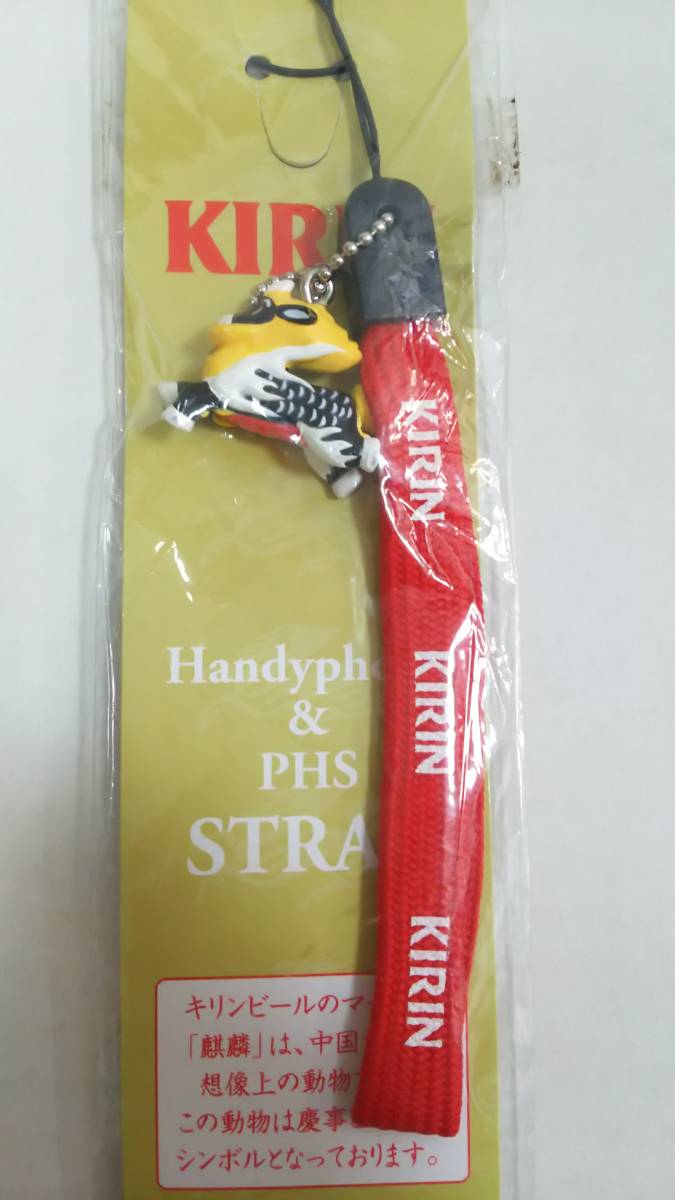 KIRIN
KIRIN
KIRIN
KIRIN
Handypho
&
PHS
STRA
キリンビールのマー
「麒麟」は、中国
想像上の動物
この動物は慶事
シンボルとなっております。